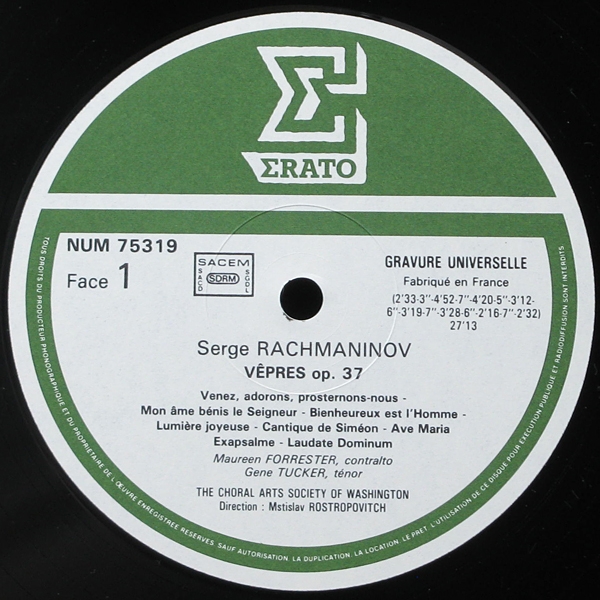 ΣRATO
NUM 75319
Face 1
SACEM
SACD
SDRM
SGDL
GRAVURE UNIVERSELLE
Fabriqué en France
(2'33-3''-4'52-7''-4'20-5''-3'12-
6''-3'19-7''-3'28-6''-2'16-7''-2'32)
27'13
Serge RACHMANINOV
VÊPRES op. 37
Venez, adorons, prosternons-nous -
Mon âme bénis le Seigneur - Bienheureux est l'Homme -
Lumière joyeuse - Cantique de Siméon - Ave Maria
Exapsalme - Laudate Dominum
Maureen FORRESTER, contralto
Gene TUCKER, ténor
THE CHORAL ARTS SOCIETY OF WASHINGTON
Direction : Mstislav ROSTROPOVITCH
TOUS DROITS DU PRODUCTEUR PHONOGRAPHIQUE ET DU PROPRIETAIRE DE L'ŒUVRE ENREGISTREE RESERVES. SAUF AUTORISATION. LA DUPLICATION, LA LOCATION, LE PRET, L'UTILISATION DE CE DISQUE POUR EXECUTION PUBLIQUE ET RADIODIFFUSION SONT INTERDITS